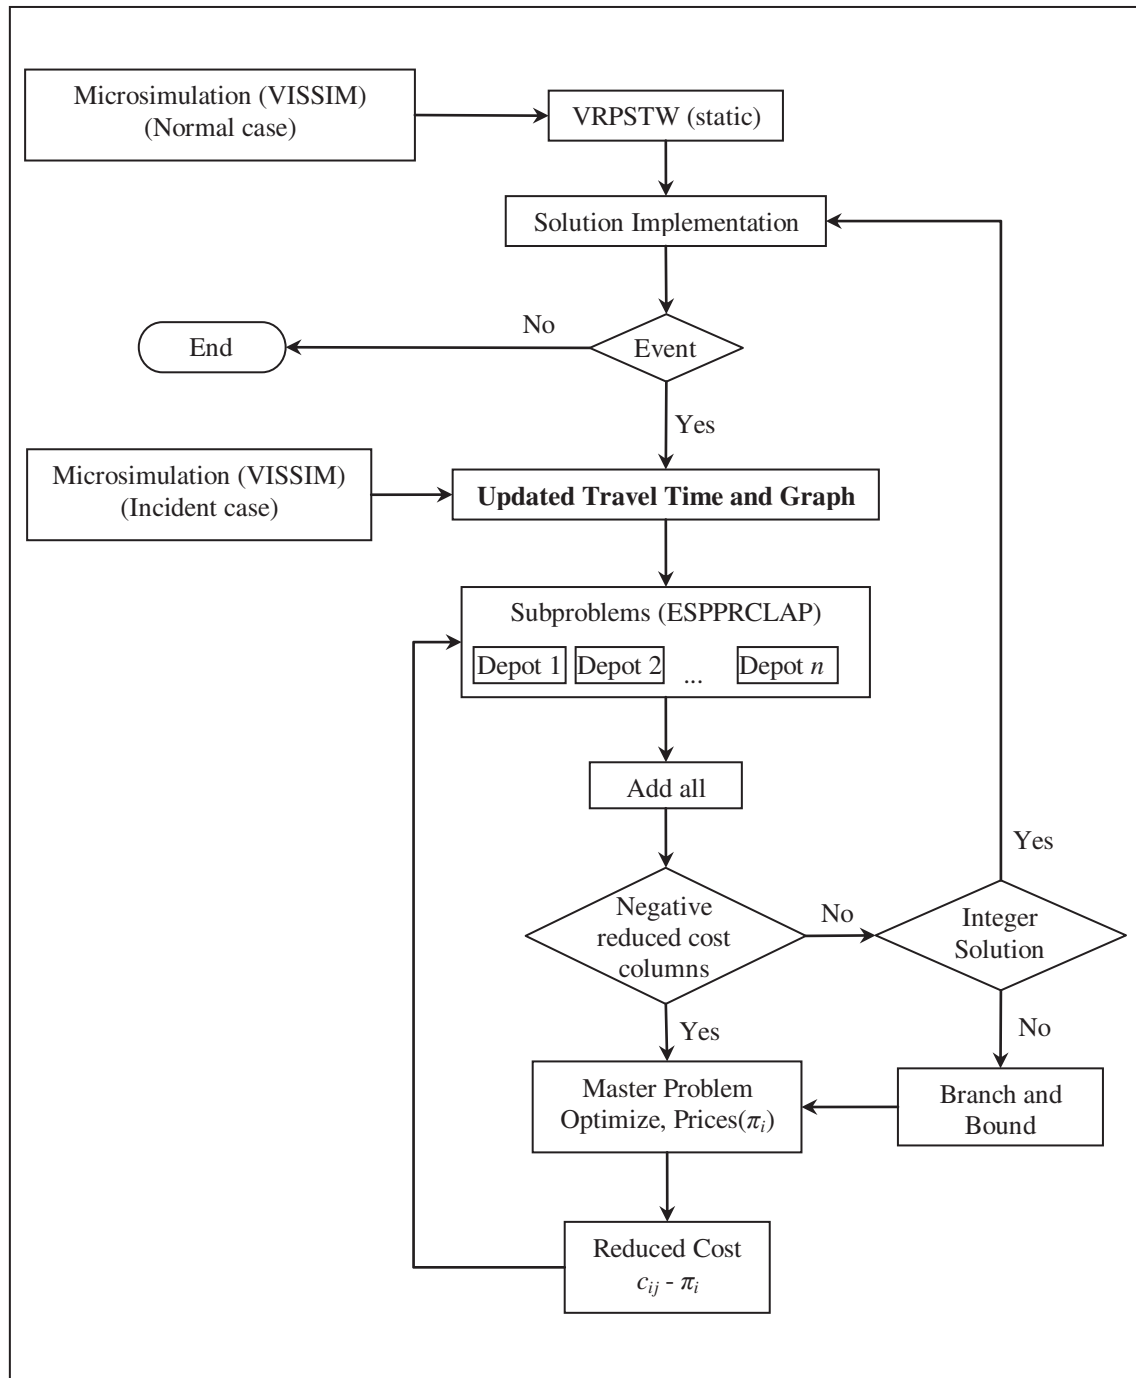 Microsimulation (VISSIM)
(Normal case)
VRPSTW (static)
Solution Implementation
No
End
Event
Yes
Microsimulation (VISSIM)
(Incident case)
Updated Travel Time and Graph
Subproblems (ESPPRCLAP)
Depot 1
Depot 2
...
Depot n
Add all
Yes
Negative
reduced cost
columns
No
Integer
Solution
Yes
No
Master Problem
Optimize, Prices(πi)
Branch and
Bound
Reduced Cost
cij - πi